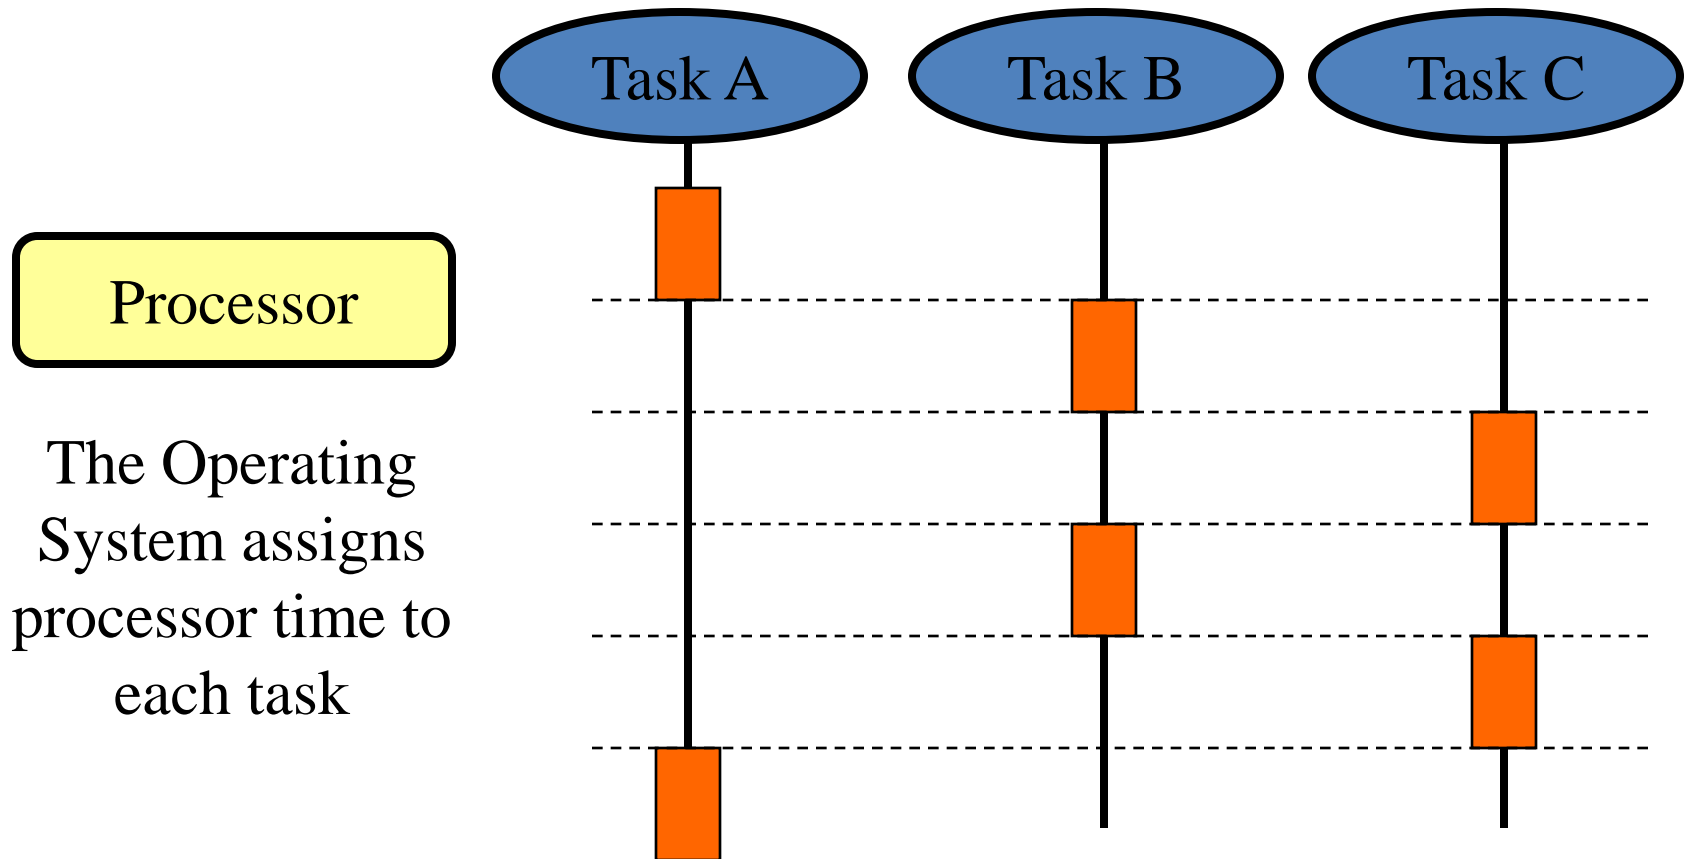 Task A
Task B
Task C
Processor
The Operating
System assigns
processor time to
each task